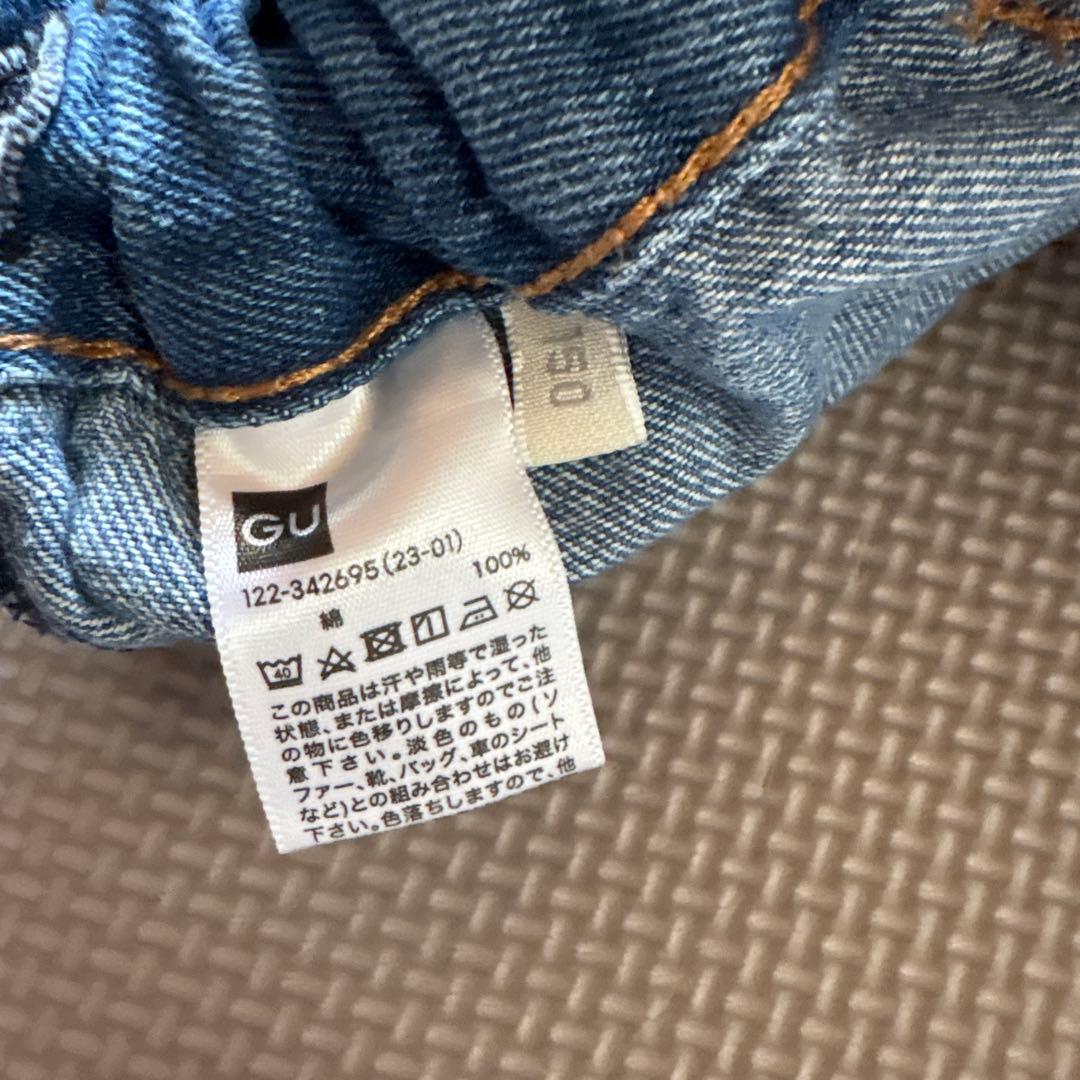 150
GU
122-342695(23-01)
綿 100%
40
この商品は汗や雨等で湿った
状態、または摩擦によって、他
の物に色移りしますのでご注
意下さい。淡色のもの(ソ
ファー、靴、バッグ、車のシート
など)との組み合わせはお避け
下さい。色落ちしますので、他